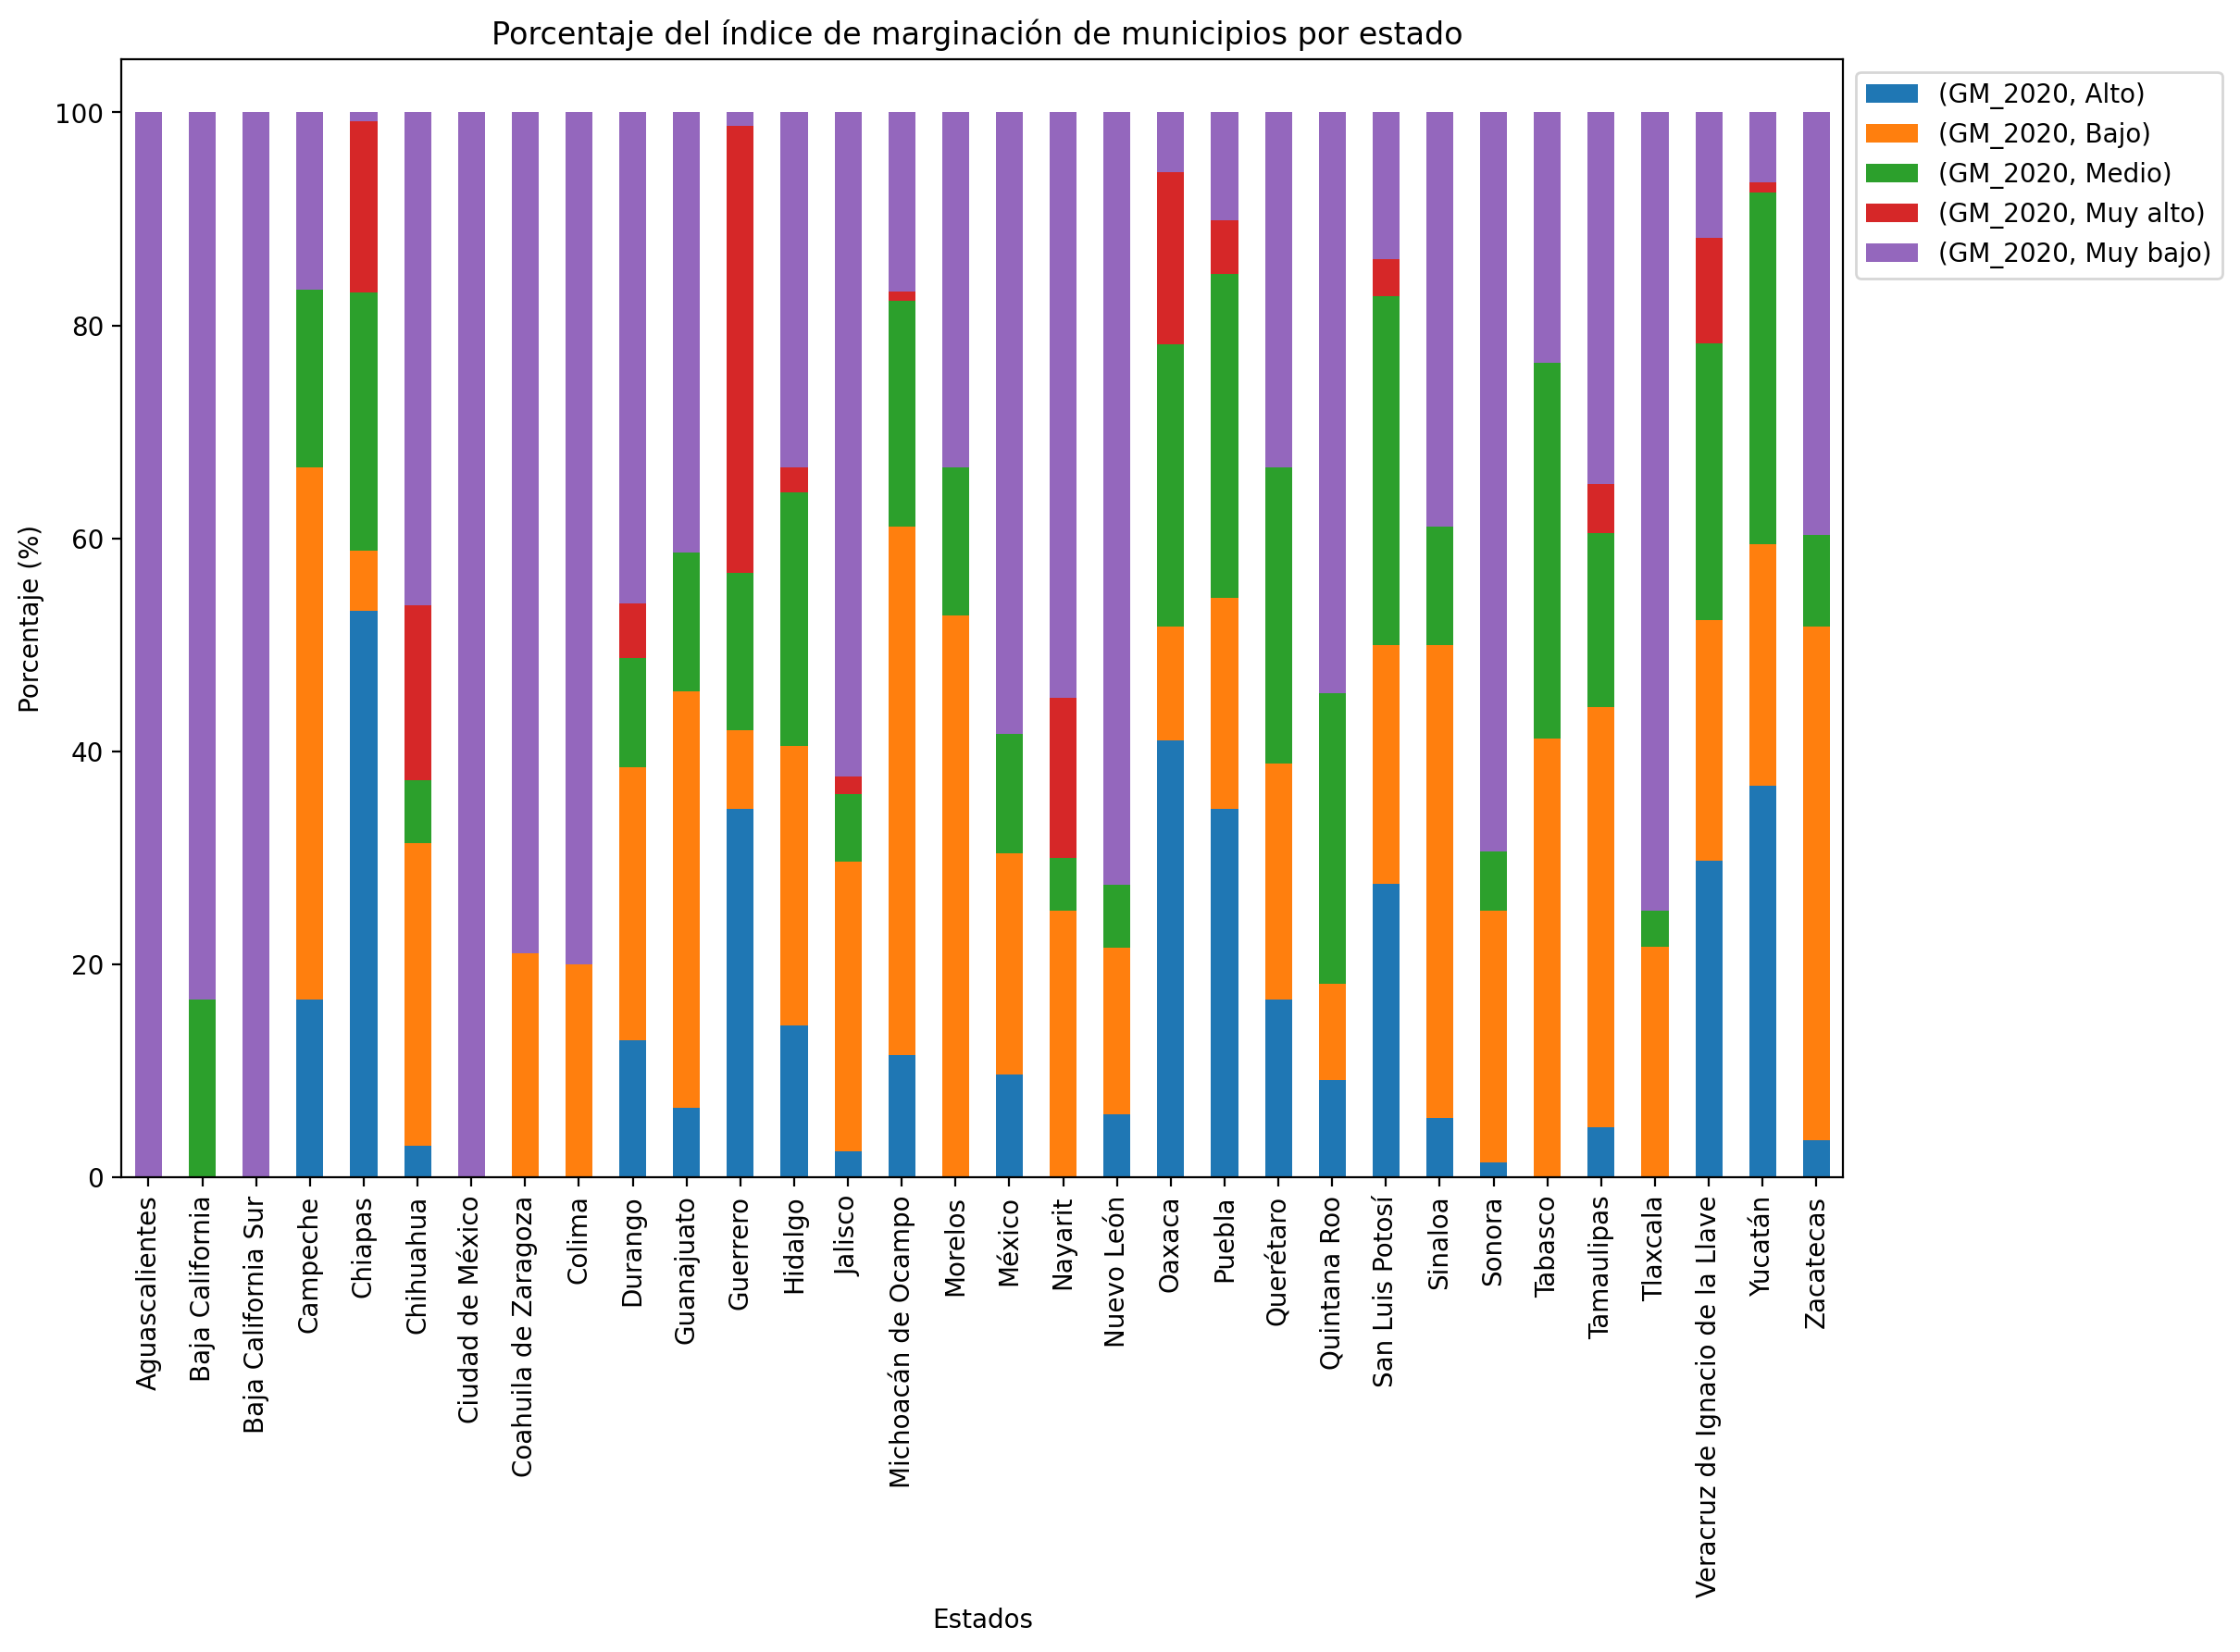 Porcentaje del índice de marginación de municipios por estado
(GM_2020, Alto)
(GM_2020, Bajo)
(GM_2020, Medio)
(GM_2020, Muy alto)
(GM_2020, Muy bajo)
Porcentaje (%)
100
80
60
40
20
0
Aguascalientes
Baja California
Baja California Sur
Campeche
Chiapas
Chihuahua
Ciudad de México
Coahuila de Zaragoza
Colima
Durango
Guanajuato
Guerrero
Hidalgo
Jalisco
Michoacán de Ocampo
Morelos
México
Nayarit
Nuevo León
Oaxaca
Puebla
Querétaro
Quintana Roo
San Luis Potosí
Sinaloa
Sonora
Tabasco
Tamaulipas
Tlaxcala
Veracruz de Ignacio de la Llave
Yucatán
Zacatecas
Estados